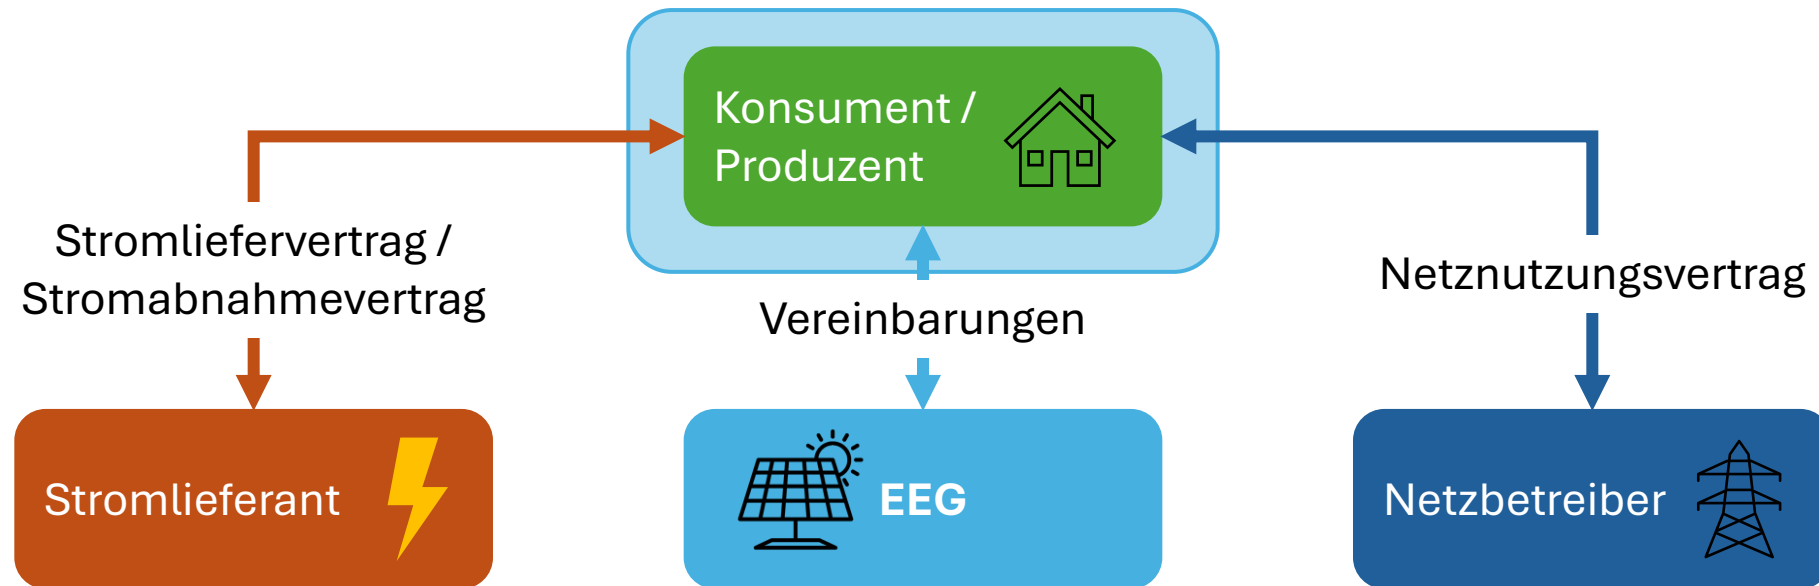 Konsument /
Produzent
Stromliefervertrag /
Stromabnahmevertrag
Vereinbarungen
Netznutzungsvertrag
Stromlieferant
EEG
Netzbetreiber